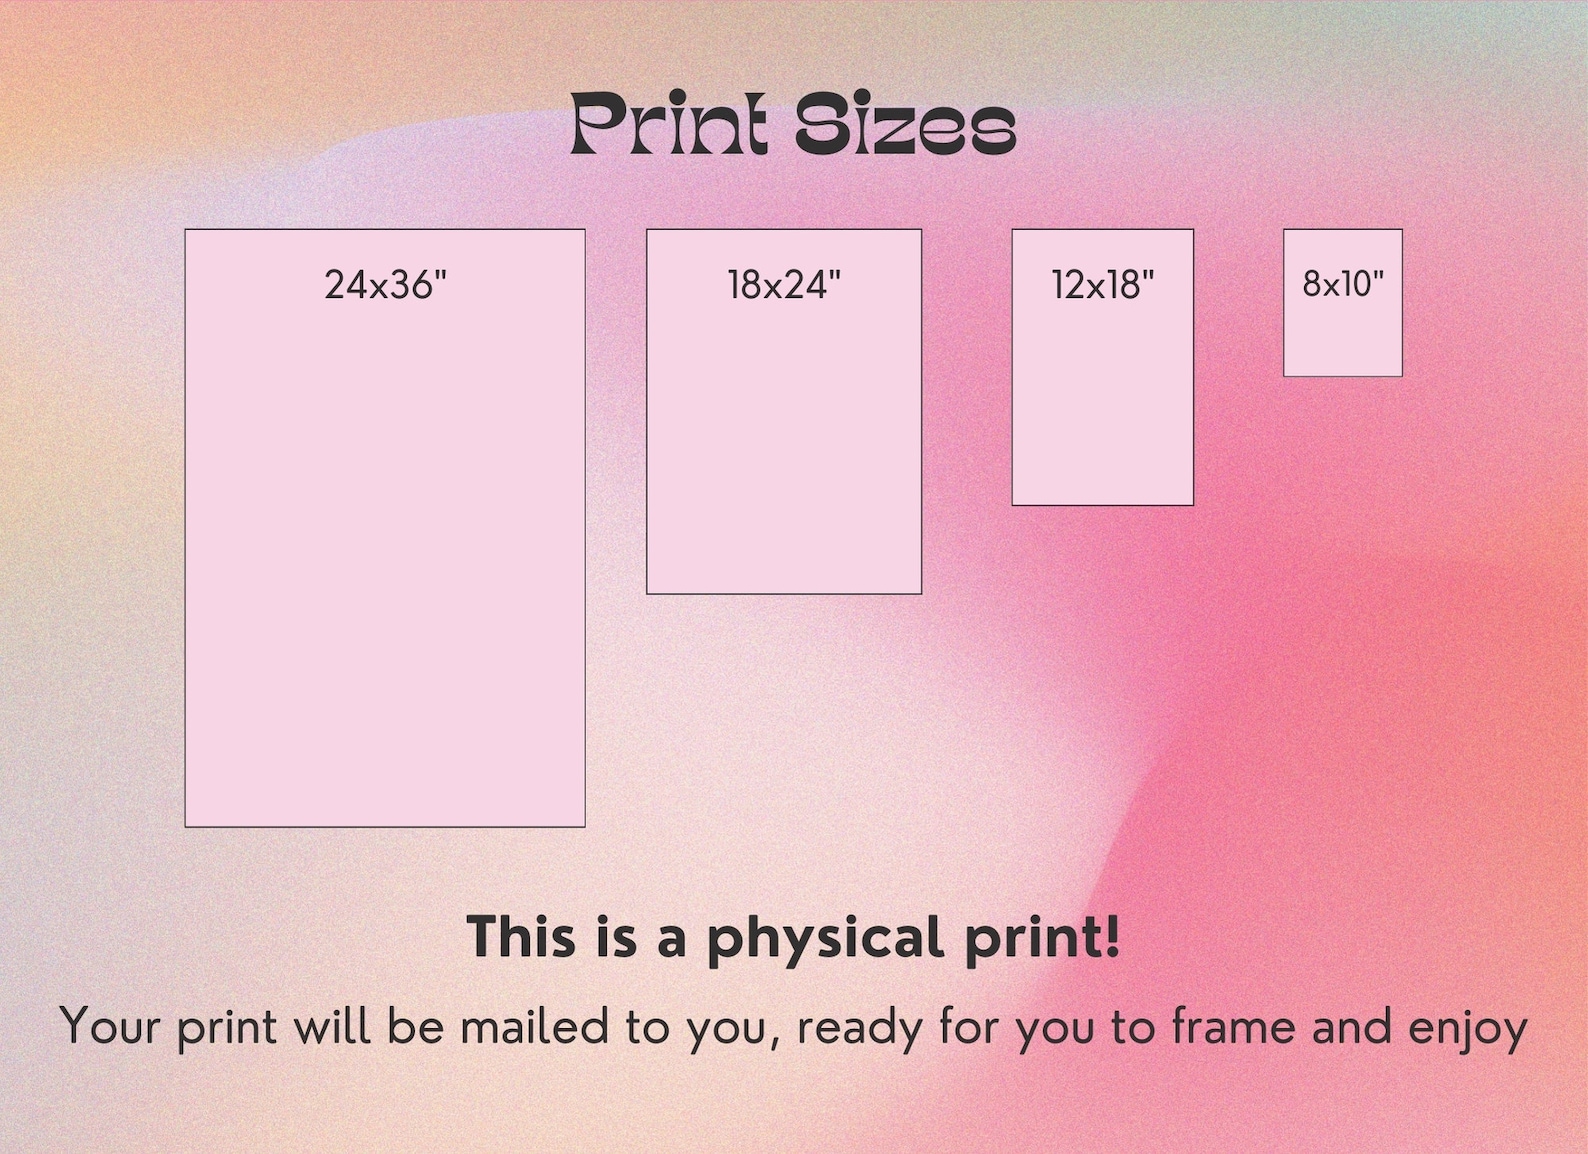 Print Sizes
24x36"
18x24"
12x18"
8x10"
This is a physical print!
Your print will be mailed to you, ready for you to frame and enjoy